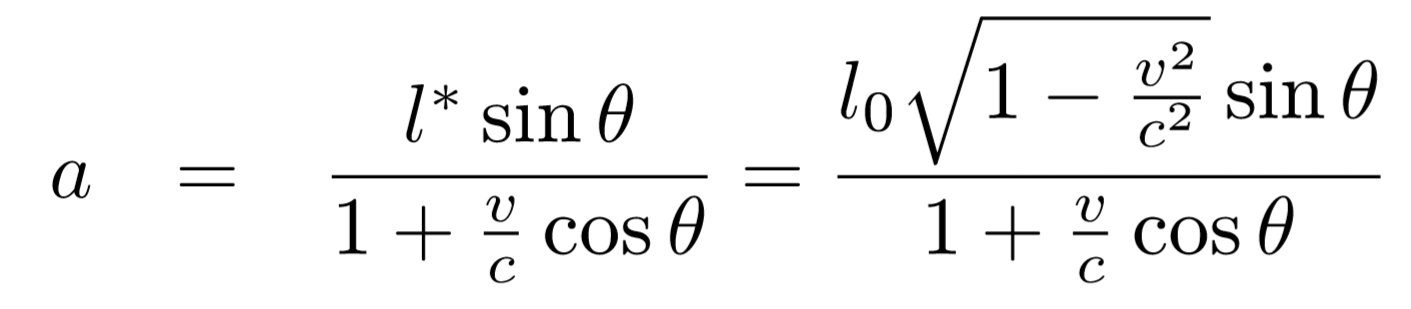 $a = \frac{l^* \sin\theta}{1 + \frac{v}{c} \cos\theta} = \frac{l_0 \sqrt{1 - \frac{v^2}{c^2}} \sin\theta}{1 + \frac{v}{c} \cos\theta}$